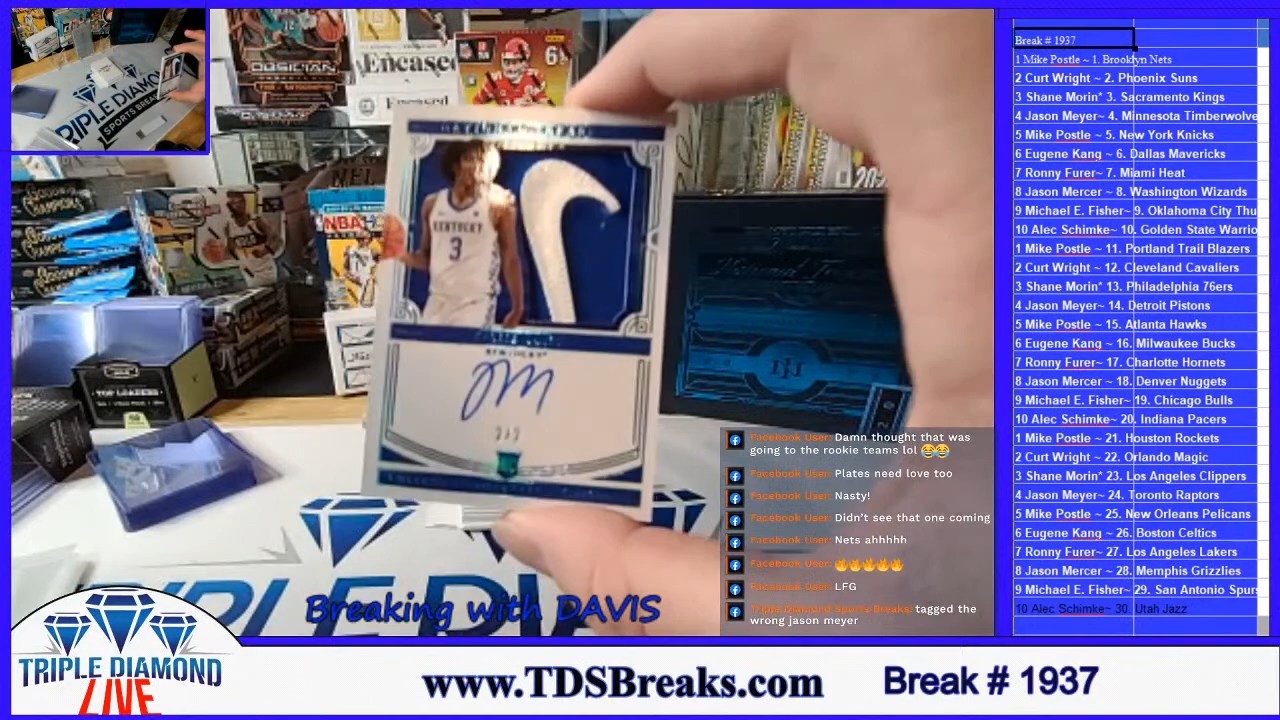 Break # 1937
1 Mike Postle ~ 1. Brooklyn Nets
2 Curt Wright ~ 2. Phoenix Suns
3 Shane Morin* 3. Sacramento Kings
4 Jason Meyer~ 4. Minnesota Timberwolve
5 Mike Postle ~ 5. New York Knicks
6 Eugene Kang ~ 6. Dallas Mavericks
7 Ronny Furer~ 7. Miami Heat
8 Jason Mercer ~ 8. Washington Wizards
9 Michael E. Fisher~ 9. Oklahoma City Thu
10 Alec Schimke~ 10. Golden State Warrio
1 Mike Postle ~ 11. Portland Trail Blazers
2 Curt Wright ~ 12. Cleveland Cavaliers
3 Shane Morin* 13. Philadelphia 76ers
4 Jason Meyer~ 14. Detroit Pistons
5 Mike Postle ~ 15. Atlanta Hawks
6 Eugene Kang ~ 16. Milwaukee Bucks
7 Ronny Furer~ 17. Charlotte Hornets
8 Jason Mercer ~ 18. Denver Nuggets
9 Michael E. Fisher~ 19. Chicago Bulls
10 Alec Schimke~ 20. Indiana Pacers
1 Mike Postle ~ 21. Houston Rockets
2 Curt Wright ~ 22. Orlando Magic
3 Shane Morin* 23. Los Angeles Clippers
4 Jason Meyer~ 24. Toronto Raptors
5 Mike Postle ~ 25. New Orleans Pelicans
6 Eugene Kang ~ 26. Boston Celtics
7 Ronny Furer~ 27. Los Angeles Lakers
8 Jason Mercer ~ 28. Memphis Grizzlies
9 Michael E. Fisher~ 29. San Antonio Spurs
10 Alec Schimke~ 30. Utah Jazz
OBSIDIAN
Encased
Encased
NBA
TOP LOADERS
KENTUCKY
3
TRIPLE DIAMOND
SPORTS BREAKS
Facebook User: Damn thought that was
going to the rookie teams lol 😂😂
Facebook User: Plates need love too
Facebook User: Nasty!
Facebook User: Didn't see that one coming
Facebook User: Nets ahhhhh
Facebook User: 🔥🔥🔥🔥🔥
Facebook User: LFG
Triple Diamond Sports Breaks: tagged the
wrong jason meyer
Breaking with DAVIS
TRIPLE DIAMOND
LIVE
www.TDSBreaks.com
Break # 1937